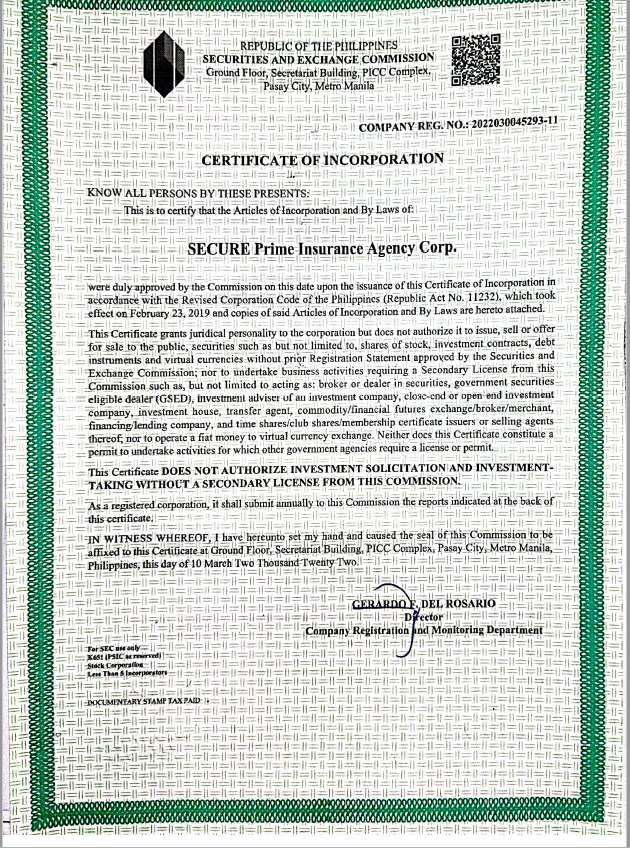 REPUBLIC OF THE PHILIPPINES
SECURITIES AND EXCHANGE COMMISSION
Ground Floor, Secretariat Building, PICC Complex,
Pasay City, Metro Manila
COMPANY REG. NO.: 2022030045293-11
CERTIFICATE OF INCORPORATION
KNOW ALL PERSONS BY THESE PRESENTS:
This is to certify that the Articles of Incorporation and By Laws of:
SECURE Prime Insurance Agency Corp.
were duly approved by the Commission on this date upon the issuance of this Certificate of Incorporation in
accordance with the Revised Corporation Code of the Philippines (Republic Act No. 11232), which took
effect on February 23, 2019 and copies of said Articles of Incorporation and By Laws are hereto attached.
This Certificate grants juridical personality to the corporation but does not authorize it to issue, sell or offer
for sale to the public, securities such as but not limited to, shares of stock, investment contracts, debt
instruments and virtual currencies without prior Registration Statement approved by the Securities and
Exchange Commission; nor to undertake business activities requiring a Secondary License from this
Commission such as, but not limited to acting as: broker or dealer in securities, government securities
eligible dealer (GSED), investment adviser of an investment company, close-end or open-end investment
company, investment house, transfer agent, commodity/financial futures exchange/broker/merchant,
financing/lending company, and time shares/club shares/membership certificate issuers or selling agents
thereof; nor to operate a fiat money to virtual currency exchange. Neither does this Certificate constitute a
permit to undertake activities for which other government agencies require a license or permit.
This Certificate DOES NOT AUTHORIZE INVESTMENT SOLICITATION AND INVESTMENT-
TAKING WITHOUT A SECONDARY LICENSE FROM THIS COMMISSION.
As a registered corporation, it shall submit annually to this Commission the reports indicated at the back of
this certificate.
IN WITNESS WHEREOF, I have hereunto set my hand and caused the seal of this Commission to be
affixed to this Certificate at Ground Floor, Secretariat Building, PICC Complex, Pasay City, Metro Manila,
Philippines, this day of 10 March Two Thousand Twenty Two.
GERARDO F. DEL ROSARIO
Director
Company Registration and Monitoring Department
For SEC use only
K651 (PSIC as reserved)
Stock Corporation
Less Than 5 Incorporators
DOCUMENTARY STAMP TAX PAID